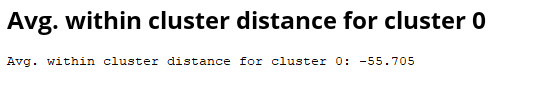 Avg. within cluster distance for cluster 0
Avg. within cluster distance for cluster 0: -55.705